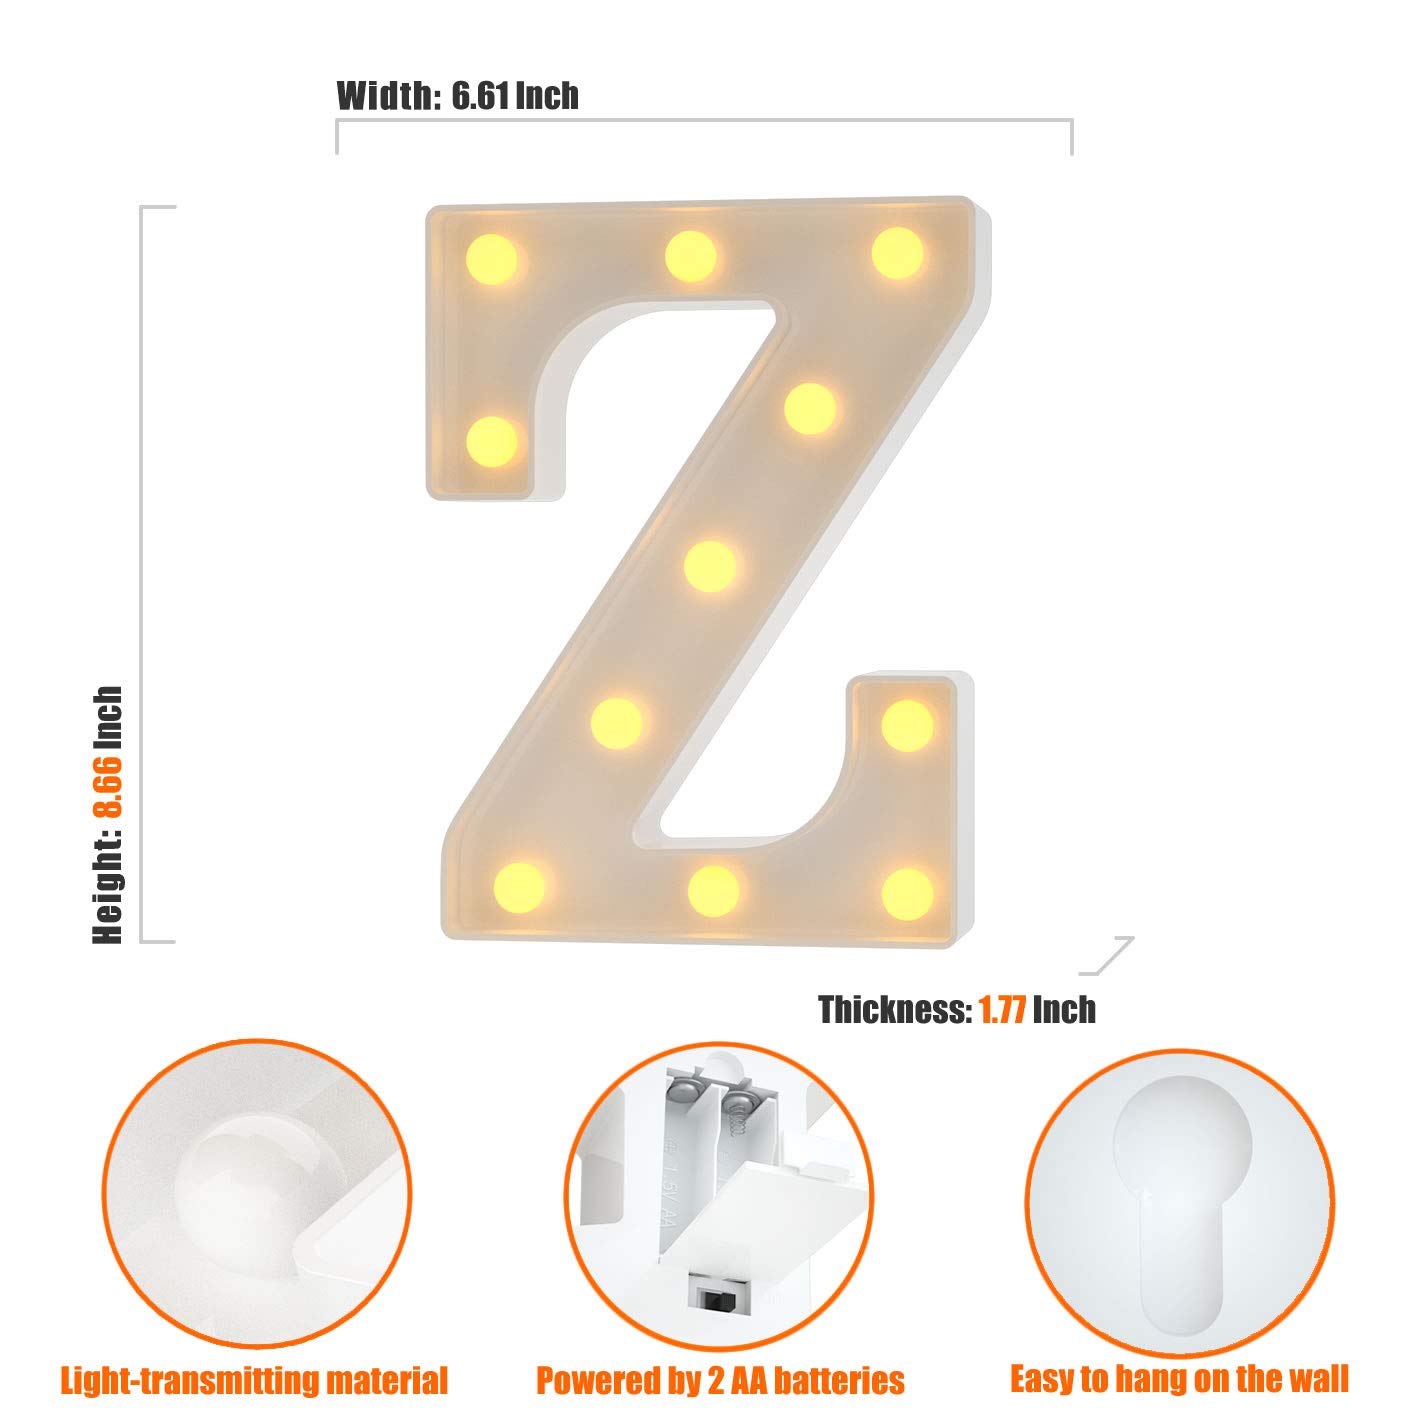 Width: 6.61 Inch
Height: 8.66 Inch
Thickness: 1.77 Inch
1.5V AA
Light-transmitting material
Powered by 2 AA batteries
Easy to hang on the wall